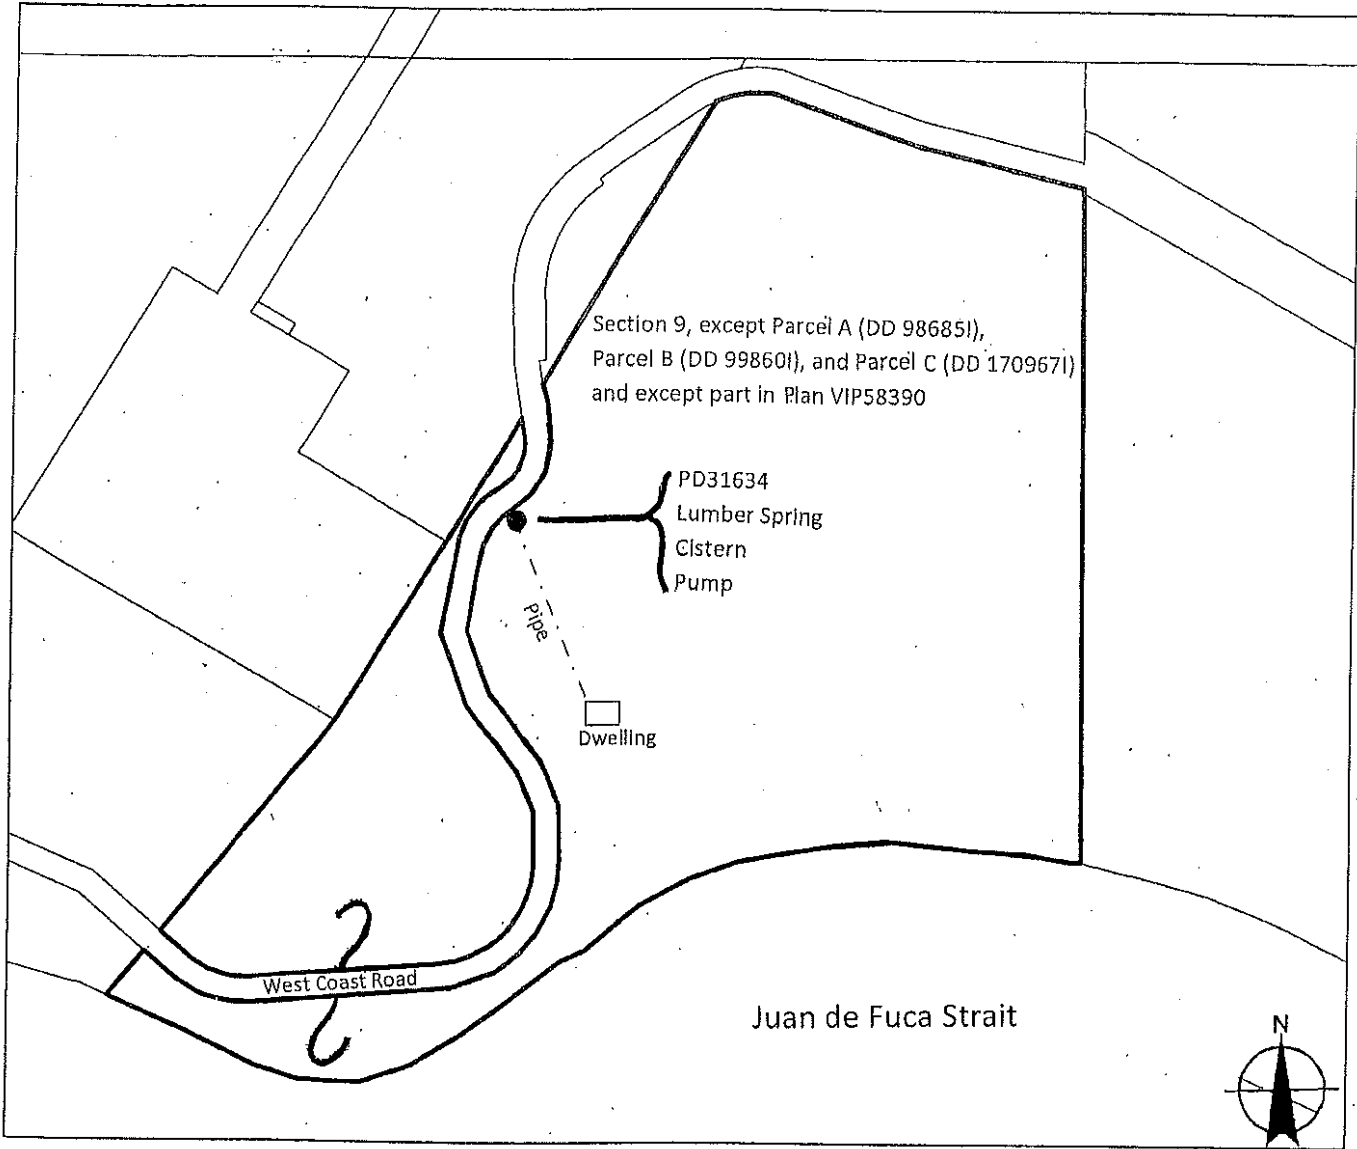 Section 9, except Parcel A (DD 98685I),
Parcel B (DD 99860I), and Parcel C (DD 170967I)
and except part in Plan VIP58390
PD31634
Lumber Spring
Cistern
Pump
Pipe
Dwelling
West Coast Road
Juan de Fuca Strait
N